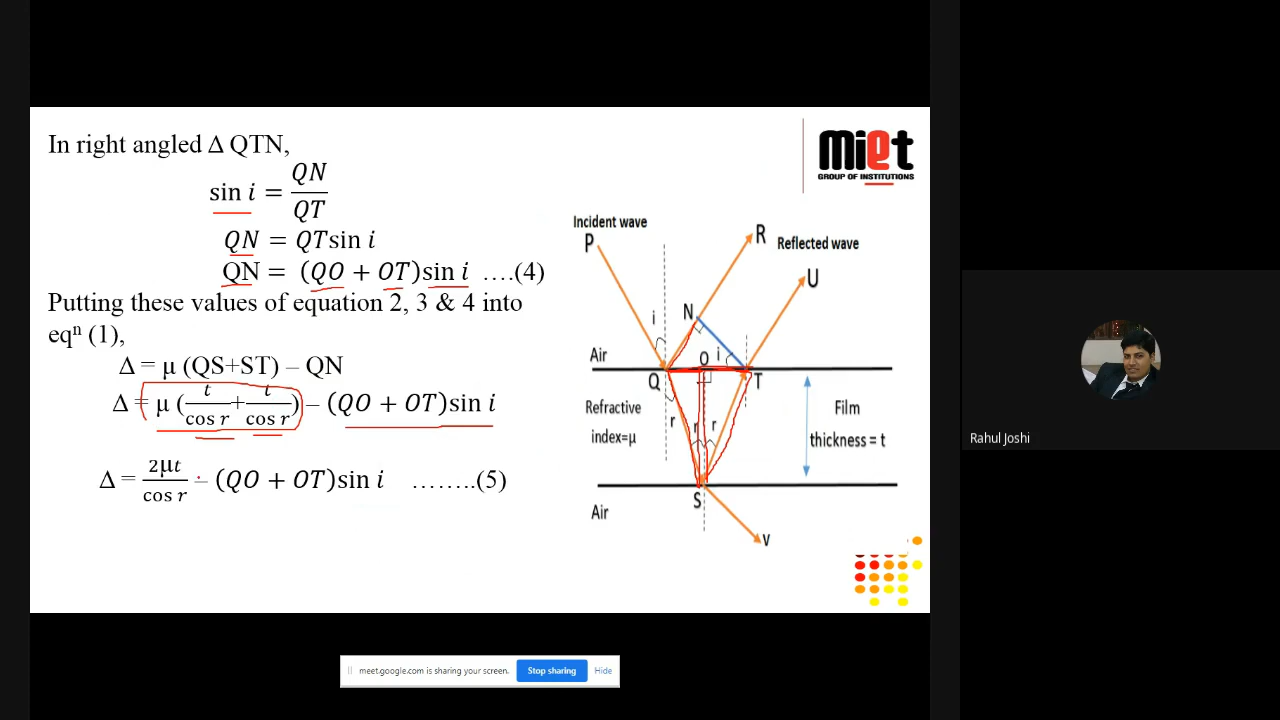 In right angled Δ QTN,
sin i = QN/QT
QN = QTsin i
QN = (QO + OT)sin i ….(4)
Putting these values of equation 2, 3 & 4 into
eqⁿ (1),
Δ = μ (QS+ST) – QN
Δ = μ (t/cos r + t/cos r) – (QO + OT)sin i
Δ = 2μt/cos r – (QO + OT)sin i ……..(5)
miet
GROUP OF INSTITUTIONS
Incident wave
P
R
Reflected wave
U
i
N
Air
O
i
Q
T
Refractive
index=μ
r
r
r
Film
thickness = t
S
Air
v
Rahul Joshi
meet.google.com is sharing your screen.
Stop sharing
Hide